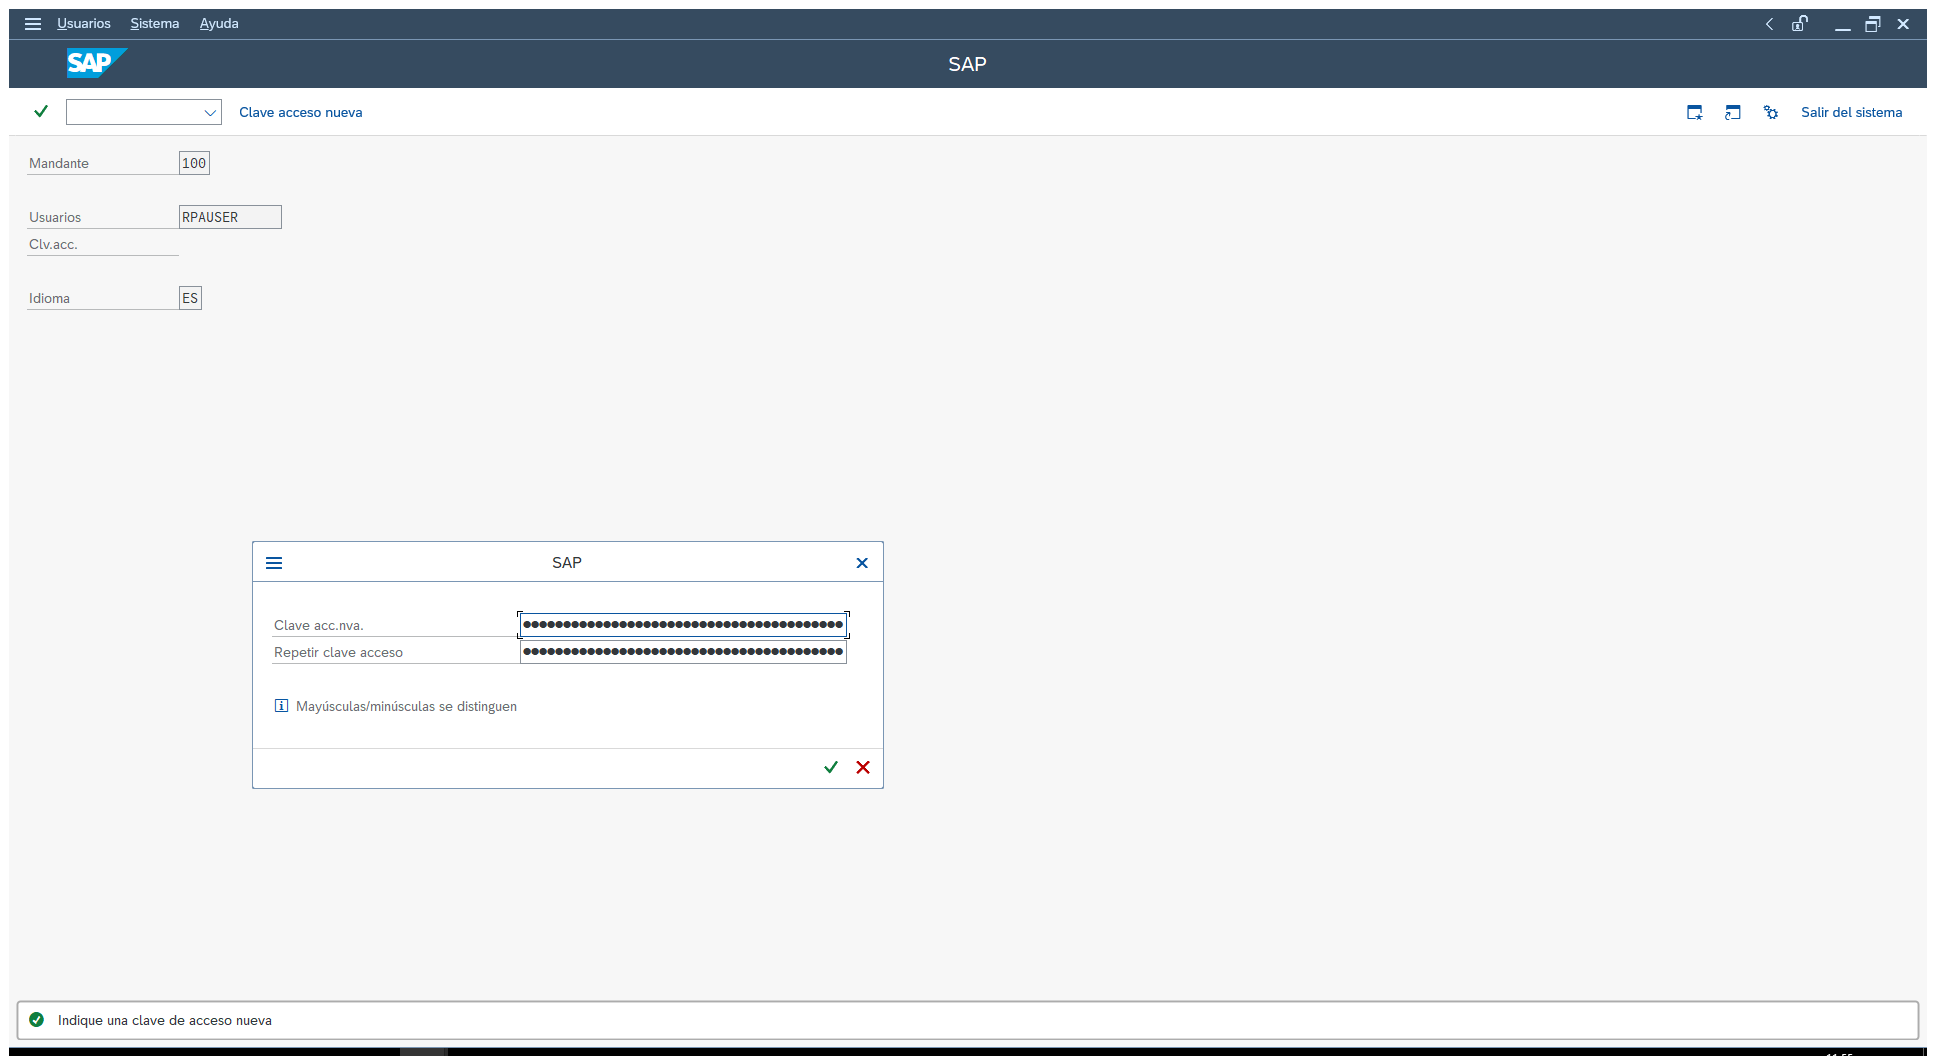 Usuarios Sistema Ayuda
SAP SAP
Clave acceso nueva Salir del sistema
Mandante 100
Usuarios RPAUSER
Clv.acc.
Idioma ES
SAP
Clave acc.nva. ●●●●●●●●●●●●●●●●●●●●●●●●●●●●●●●●●●●●●●●●
Repetir clave acceso ●●●●●●●●●●●●●●●●●●●●●●●●●●●●●●●●●●●●●●●●
Mayúsculas/minúsculas se distinguen
Indique una clave de acceso nueva